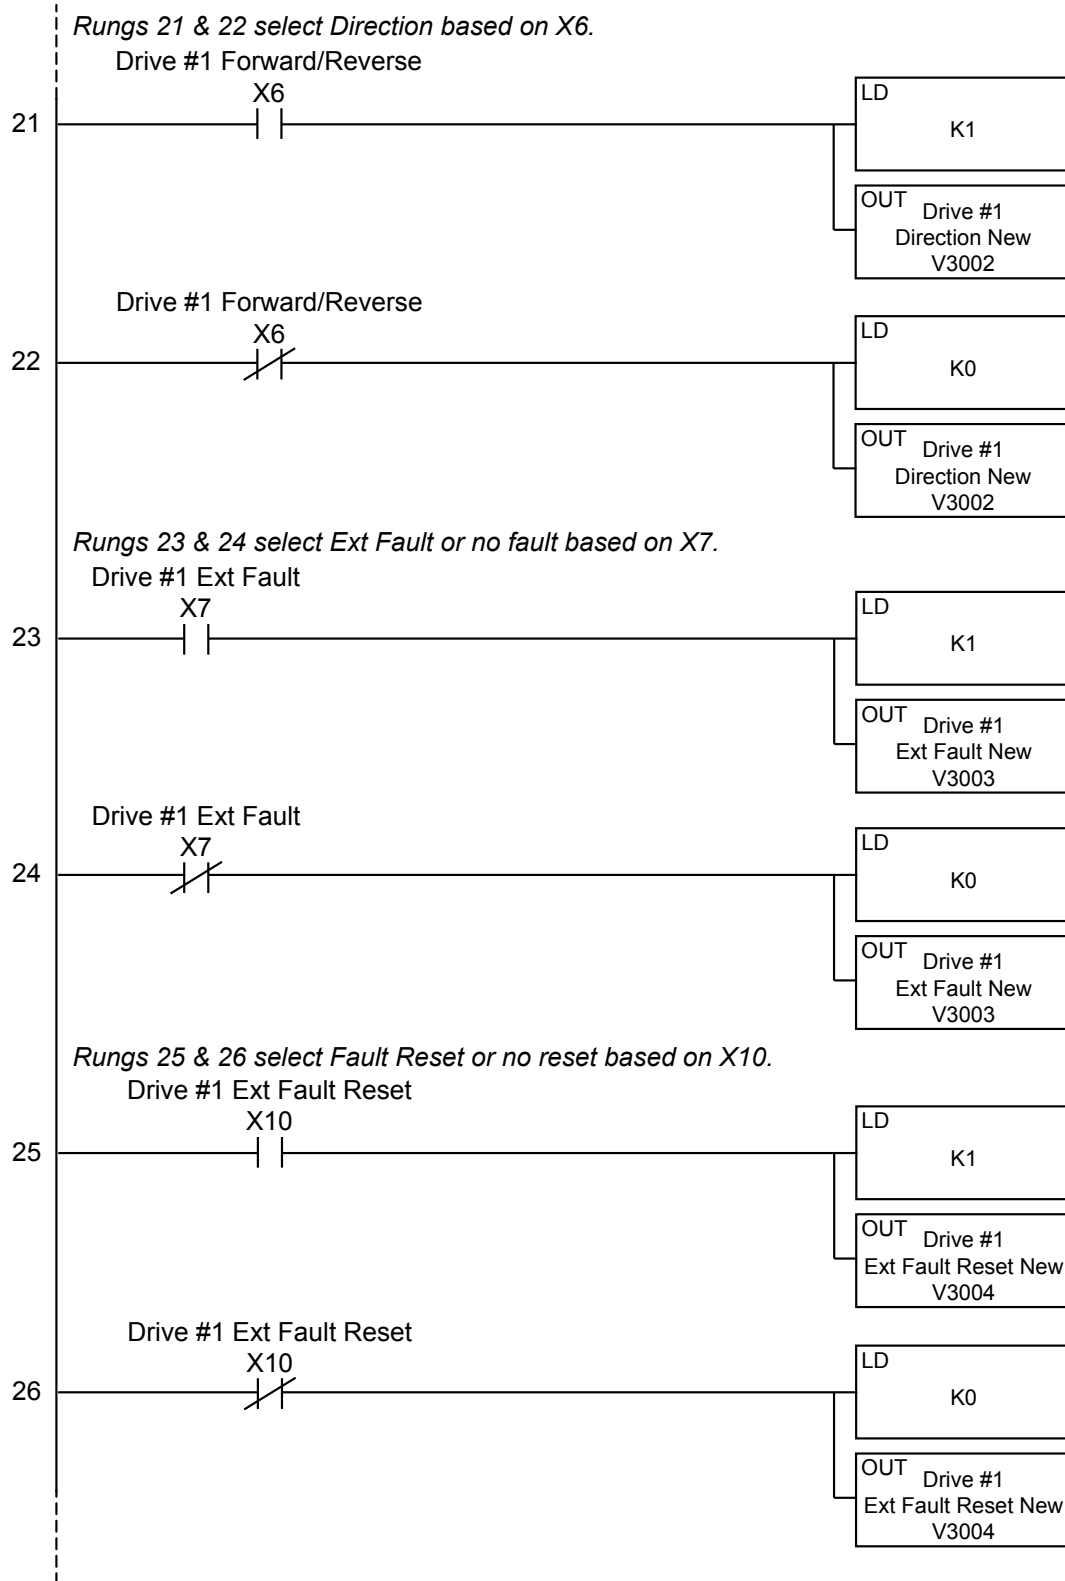 Rungs 21 & 22 select Direction based on X6.
Drive #1 Forward/Reverse
X6
21
LD
K1
OUT
Drive #1
Direction New
V3002
Drive #1 Forward/Reverse
X6
22
LD
K0
OUT
Drive #1
Direction New
V3002
Rungs 23 & 24 select Ext Fault or no fault based on X7.
Drive #1 Ext Fault
X7
23
LD
K1
OUT
Drive #1
Ext Fault New
V3003
Drive #1 Ext Fault
X7
24
LD
K0
OUT
Drive #1
Ext Fault New
V3003
Rungs 25 & 26 select Fault Reset or no reset based on X10.
Drive #1 Ext Fault Reset
X10
25
LD
K1
OUT
Drive #1
Ext Fault Reset New
V3004
Drive #1 Ext Fault Reset
X10
26
LD
K0
OUT
Drive #1
Ext Fault Reset New
V3004